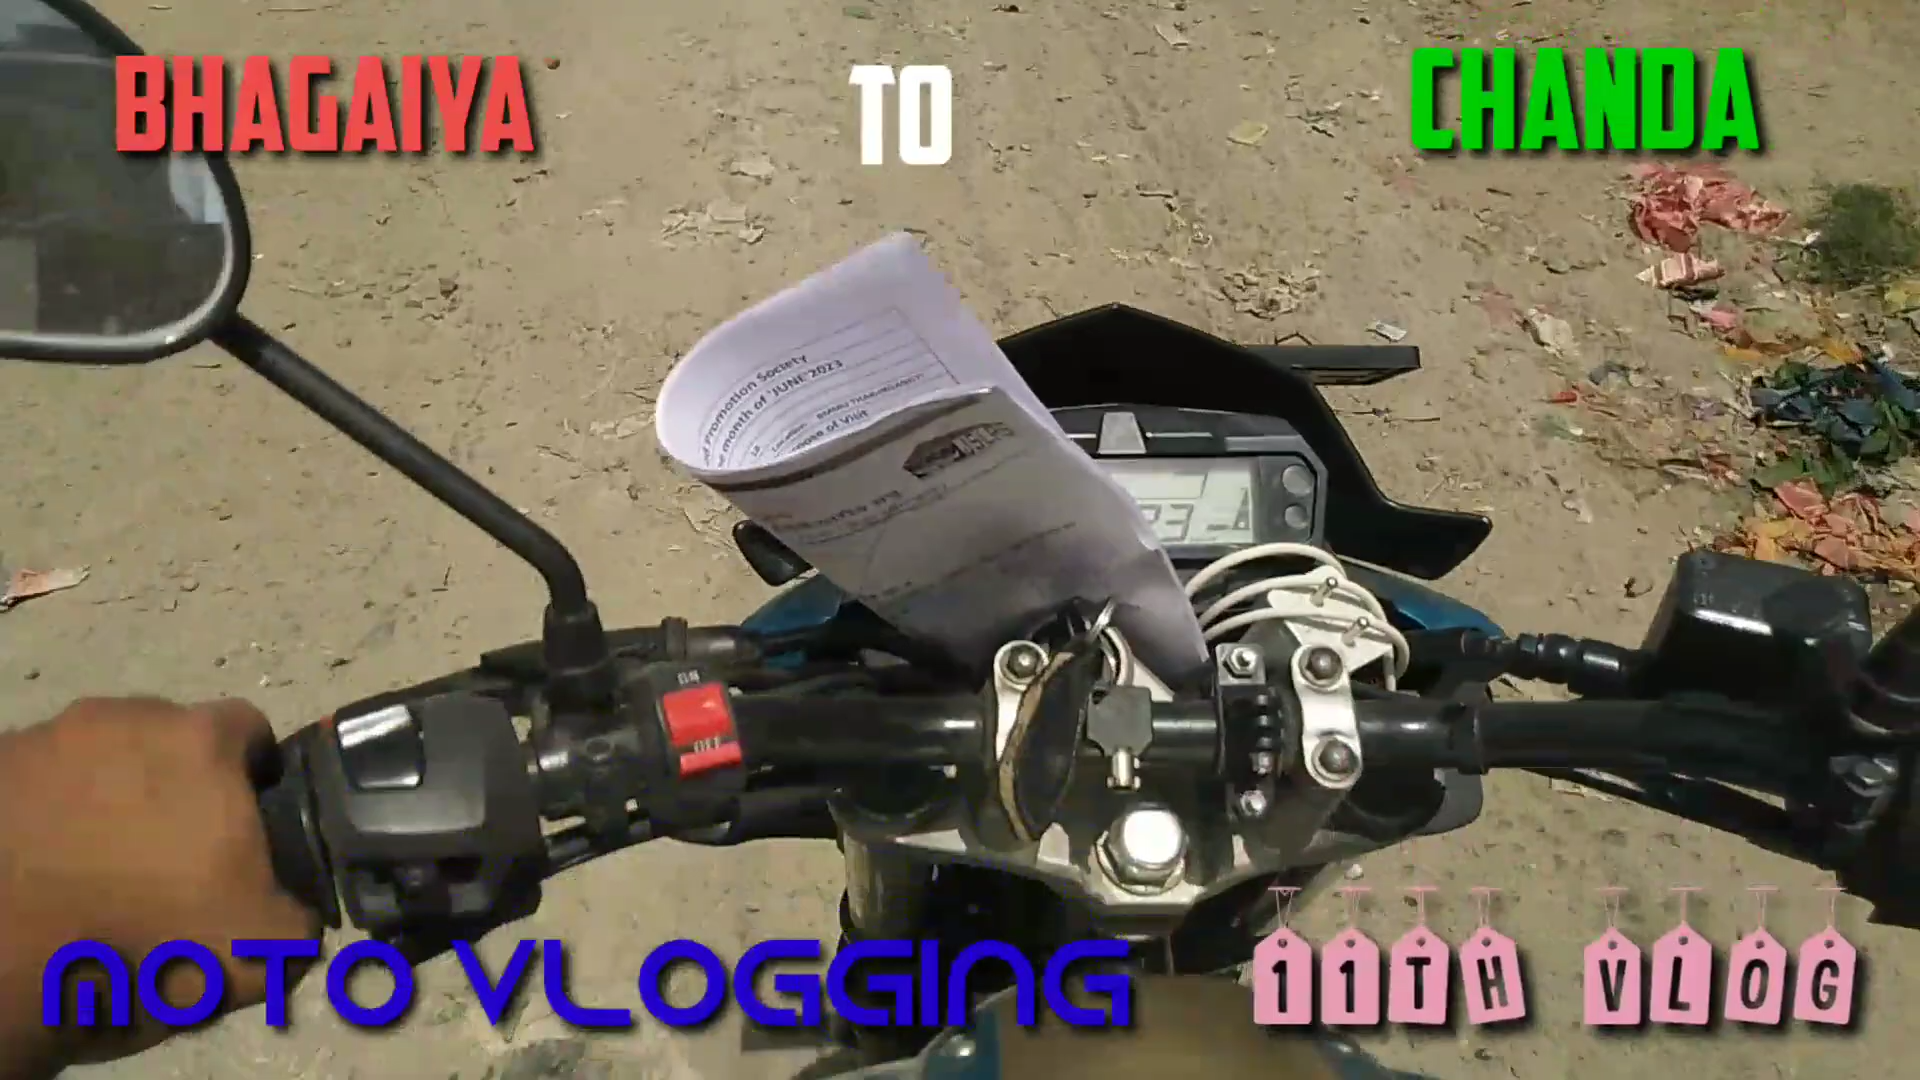 BHAGAIYA TO CHANDA
Promotion Society
month of 'JUNE'2023
Location:
of Visit
ON
OFF
MOTO VLOGGING
11TH VLOG